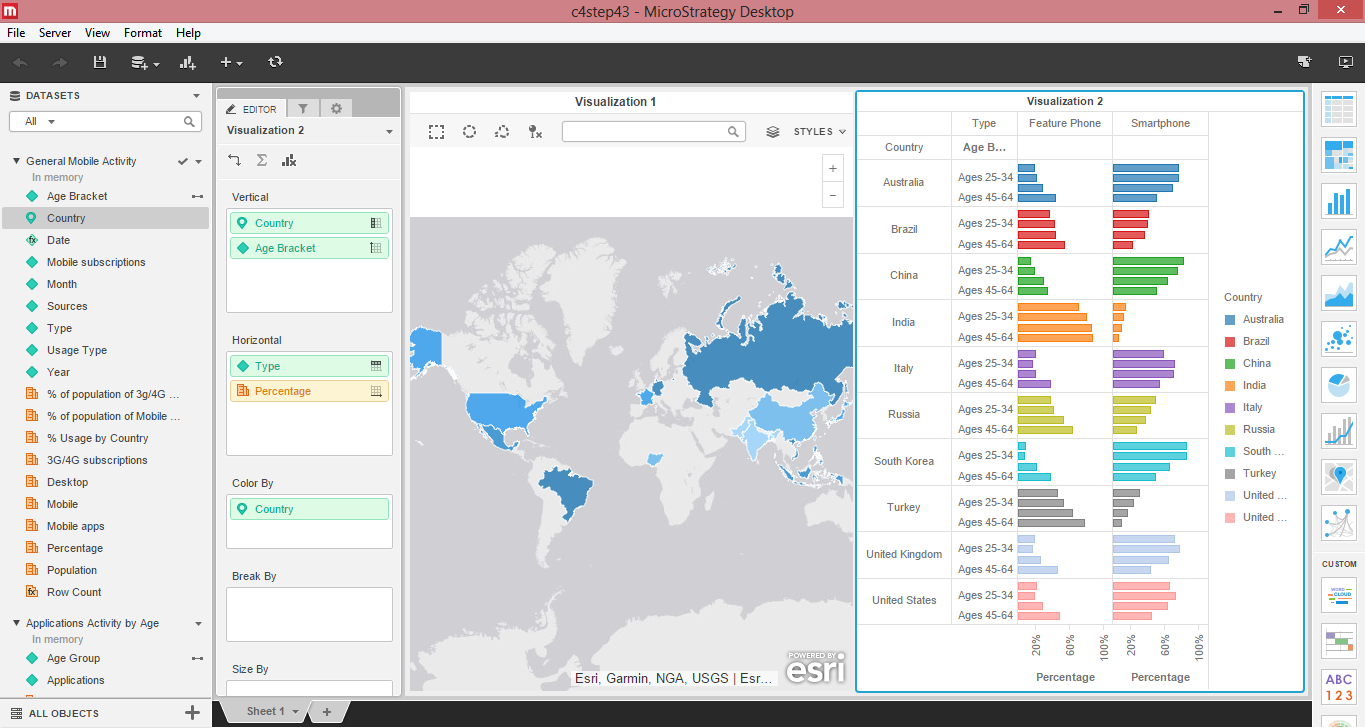 c4step43 - MicroStrategy Desktop
File Server View Format Help
DATASETS
All
General Mobile Activity
In memory
Age Bracket
Country
Date
Mobile subscriptions
Month
Sources
Type
Usage Type
Year
% of population of 3g/4G ...
% of population of Mobile ...
% Usage by Country
3G/4G subscriptions
Desktop
Mobile
Mobile apps
Percentage
Population
Row Count
Applications Activity by Age
In memory
Age Group
Applications
ALL OBJECTS
EDITOR
Visualization 2
Vertical
Country
Age Bracket
Horizontal
Type
Percentage
Color By
Country
Break By
Size By
Visualization 1
STYLES
+
−
Esri, Garmin, NGA, USGS | Esr...
POWERED BY
esri
Visualization 2
Type Feature Phone Smartphone
Country Age B...
Australia
Ages 25-34
Ages 45-64
Brazil
Ages 25-34
Ages 45-64
China
Ages 25-34
Ages 45-64
India
Ages 25-34
Ages 45-64
Italy
Ages 25-34
Ages 45-64
Russia
Ages 25-34
Ages 45-64
South Korea
Ages 25-34
Ages 45-64
Turkey
Ages 25-34
Ages 45-64
United Kingdom
Ages 25-34
Ages 45-64
United States
Ages 25-34
Ages 45-64
20% 60% 100% 20% 60% 100%
Percentage Percentage
Country
Australia
Brazil
China
India
Italy
Russia
South ...
Turkey
United ...
United ...
CUSTOM
WORD
CLOUD
ABC
123
Sheet 1
+